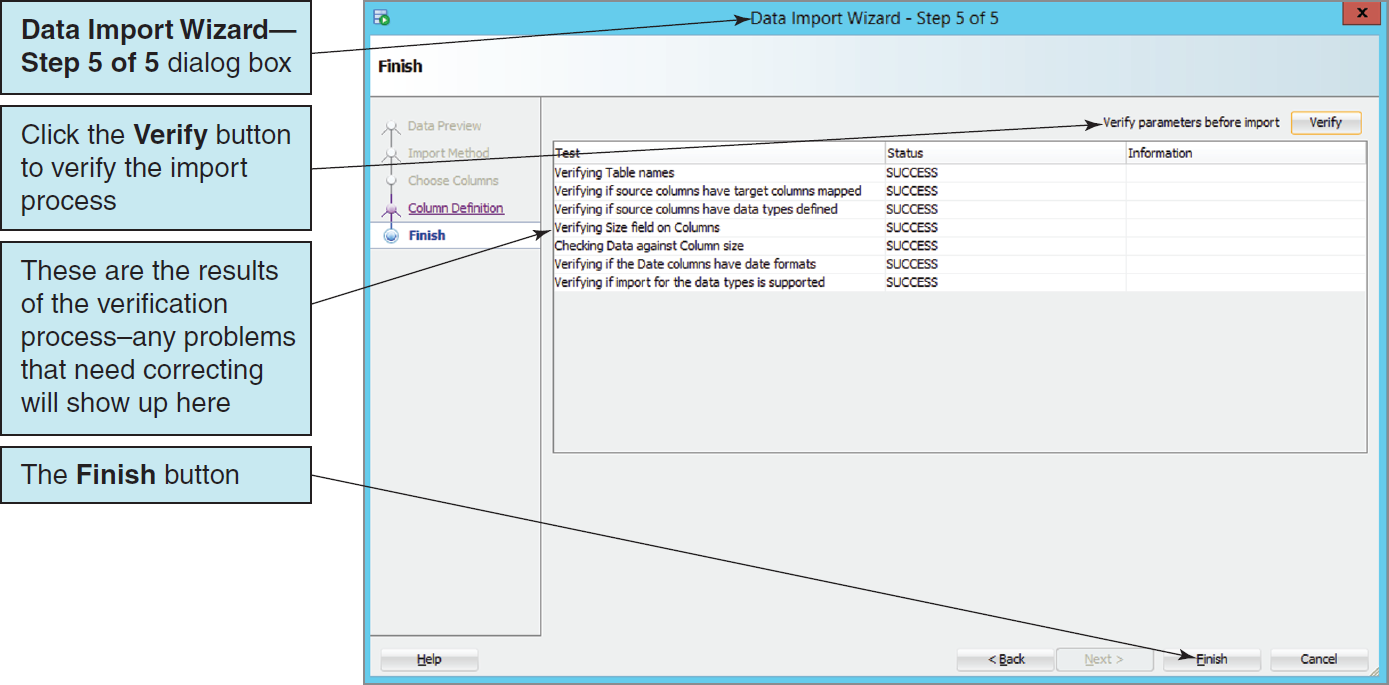 Data Import Wizard—
Step 5 of 5 dialog box
Click the Verify button
to verify the import
process
These are the results
of the verification
process–any problems
that need correcting
will show up here
The Finish button
Data Import Wizard - Step 5 of 5
x
Finish
Data Preview
Import Method
Choose Columns
Column Definition
Finish
Verify parameters before import Verify
Test Status Information
Verifying Table names SUCCESS
Verifying if source columns have target columns mapped SUCCESS
Verifying if source columns have data types defined SUCCESS
Verifying Size field on Columns SUCCESS
Checking Data against Column size SUCCESS
Verifying if the Date columns have date formats SUCCESS
Verifying if import for the data types is supported SUCCESS
Help < Back Next > Finish Cancel